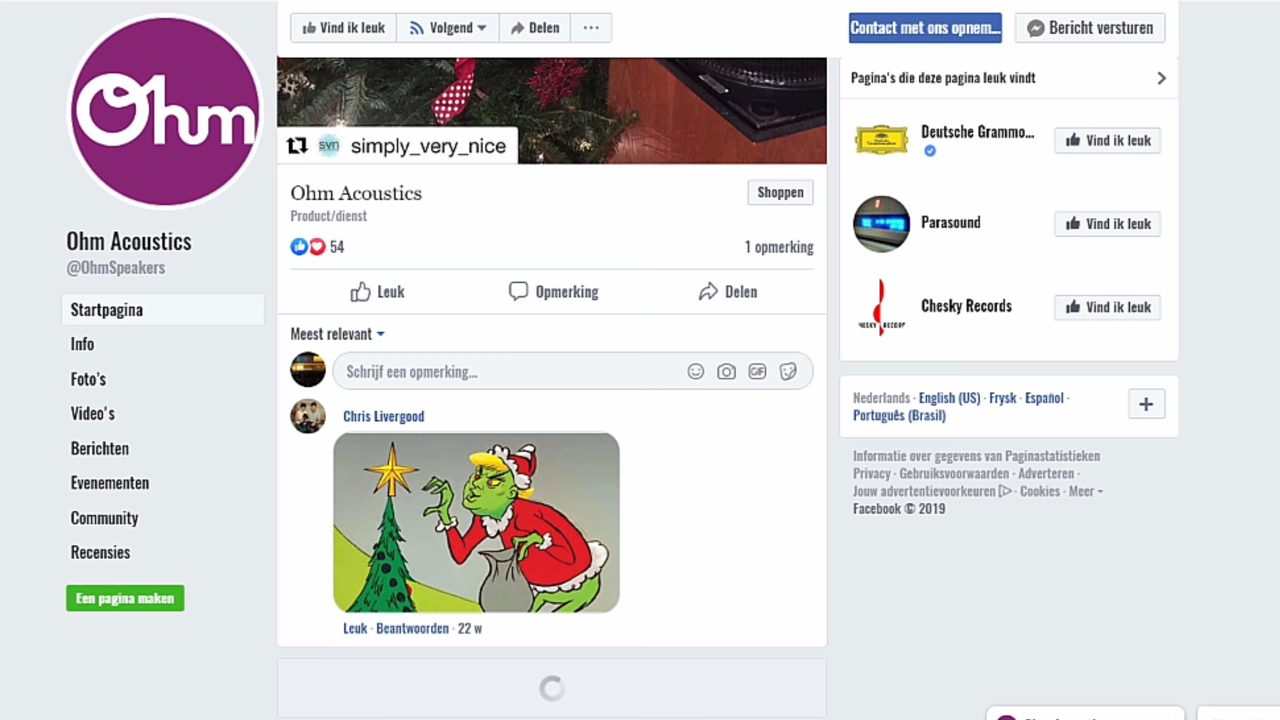 Ohm
Ohm Acoustics
@OhmSpeakers
Startpagina
Info
Foto's
Video's
Berichten
Evenementen
Community
Recensies
Een pagina maken
Vind ik leuk
Volgend
Delen
...
Contact met ons opnem...
Bericht versturen
svn simply_very_nice
Ohm Acoustics
Product/dienst
Shoppen
54
1 opmerking
Leuk
Opmerking
Delen
Meest relevant
Schrijf een opmerking...
GIF
Chris Livergood
Leuk · Beantwoorden · 22 w
Pagina's die deze pagina leuk vindt
Deutsche Grammo...
Vind ik leuk
Parasound
Vind ik leuk
Chesky Records
Vind ik leuk
Nederlands · English (US) · Frysk · Español ·
Português (Brasil)
Informatie over gegevens van Paginastatistieken
Privacy · Gebruiksvoorwaarden · Adverteren ·
Jouw advertentievoorkeuren · Cookies · Meer
Facebook © 2019